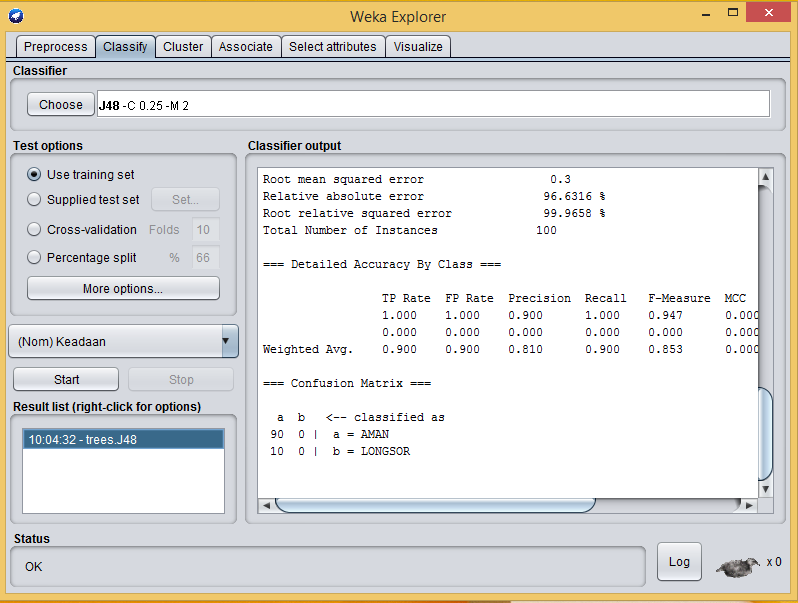 Weka Explorer
Preprocess Classify Cluster Associate Select attributes Visualize
Classifier
Choose J48 -C 0.25 -M 2
Test options
Use training set
Supplied test set Set...
Cross-validation Folds 10
Percentage split % 66
More options...
(Nom) Keadaan
Start Stop
Result list (right-click for options)
10:04:32 - trees.J48
Classifier output
Root mean squared error 0.3
Relative absolute error 96.6316 %
Root relative squared error 99.9658 %
Total Number of Instances 100
=== Detailed Accuracy By Class ===
TP Rate FP Rate Precision Recall F-Measure MCC
1.000 1.000 0.900 1.000 0.947 0.000
0.000 0.000 0.000 0.000 0.000 0.000
Weighted Avg. 0.900 0.900 0.810 0.900 0.853 0.000
=== Confusion Matrix ===
a b <-- classified as
90 0 | a = AMAN
10 0 | b = LONGSOR
Status
OK
Log
x 0